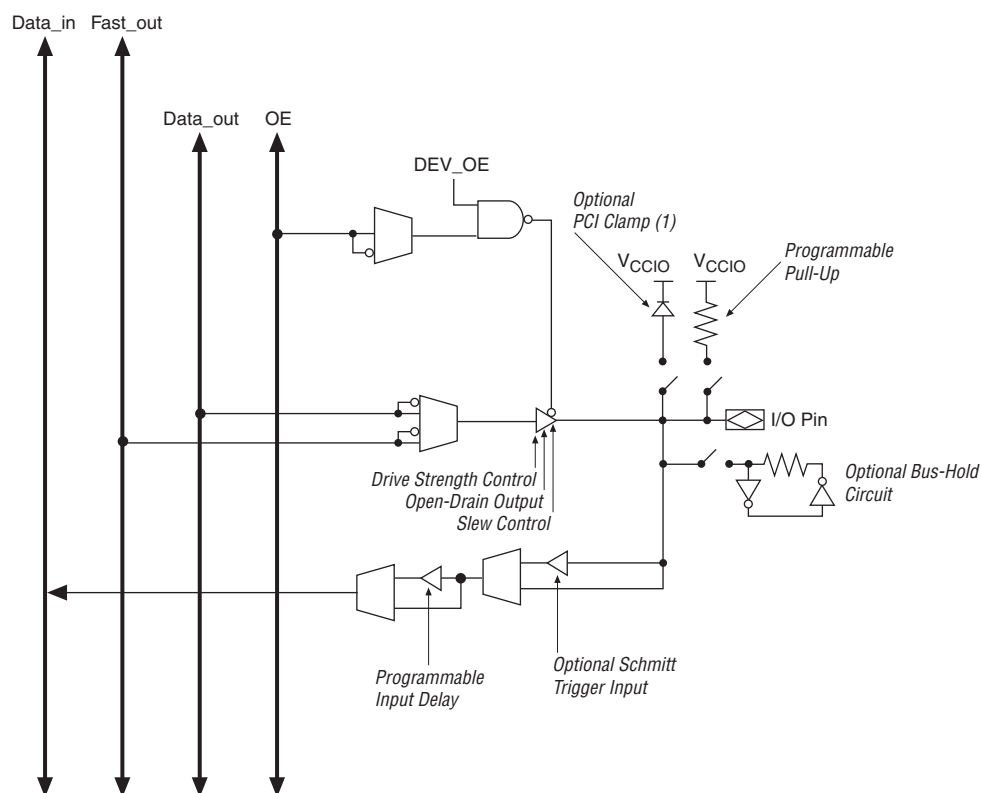 Data_in Fast_out
Data_out OE
DEV_OE
Optional
PCI Clamp (1)
VCCIO VCCIO
Programmable
Pull-Up
I/O Pin
Drive Strength Control
Open-Drain Output
Slew Control
Optional Bus-Hold
Circuit
Programmable
Input Delay
Optional Schmitt
Trigger Input